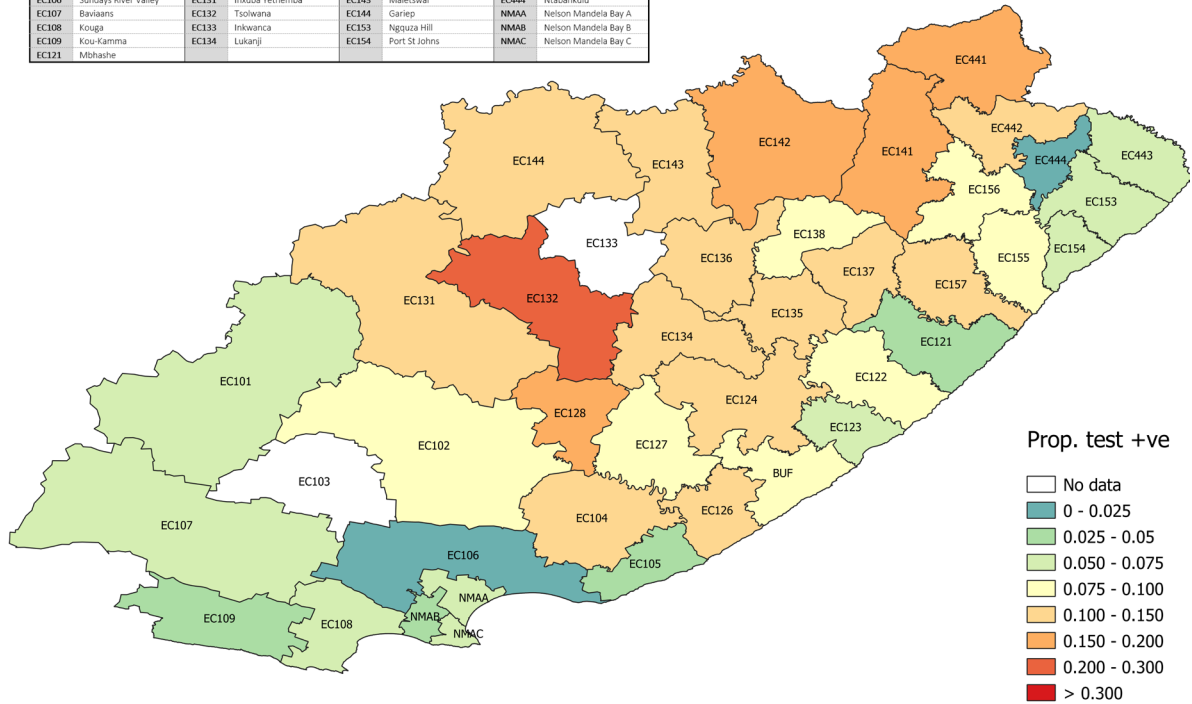 EC106 Sundays River Valley EC131 Inxuba Yethemba EC143 Maletswai EC444 Ntabankulu
EC107 Baviaans EC132 Tsolwana EC144 Gariep NMAA Nelson Mandela Bay A
EC108 Kouga EC133 Inkwanca EC153 Ngquza Hill NMAB Nelson Mandela Bay B
EC109 Kou-Kamma EC134 Lukanji EC154 Port St Johns NMAC Nelson Mandela Bay C
EC121 Mbhashe
EC441
EC442
EC142
EC141
EC444
EC443
EC144
EC143
EC156
EC153
EC138
EC133
EC154
EC136
EC155
EC137
EC157
EC132
EC131
EC135
EC134
EC121
EC101
EC122
EC124
EC128
EC123
EC102
EC127
BUF
EC103
EC126
EC104
EC107
EC106
EC105
NMAA
NMAB
EC109
EC108
NMAC
Prop. test +ve
No data
0 - 0.025
0.025 - 0.05
0.050 - 0.075
0.075 - 0.100
0.100 - 0.150
0.150 - 0.200
0.200 - 0.300
> 0.300